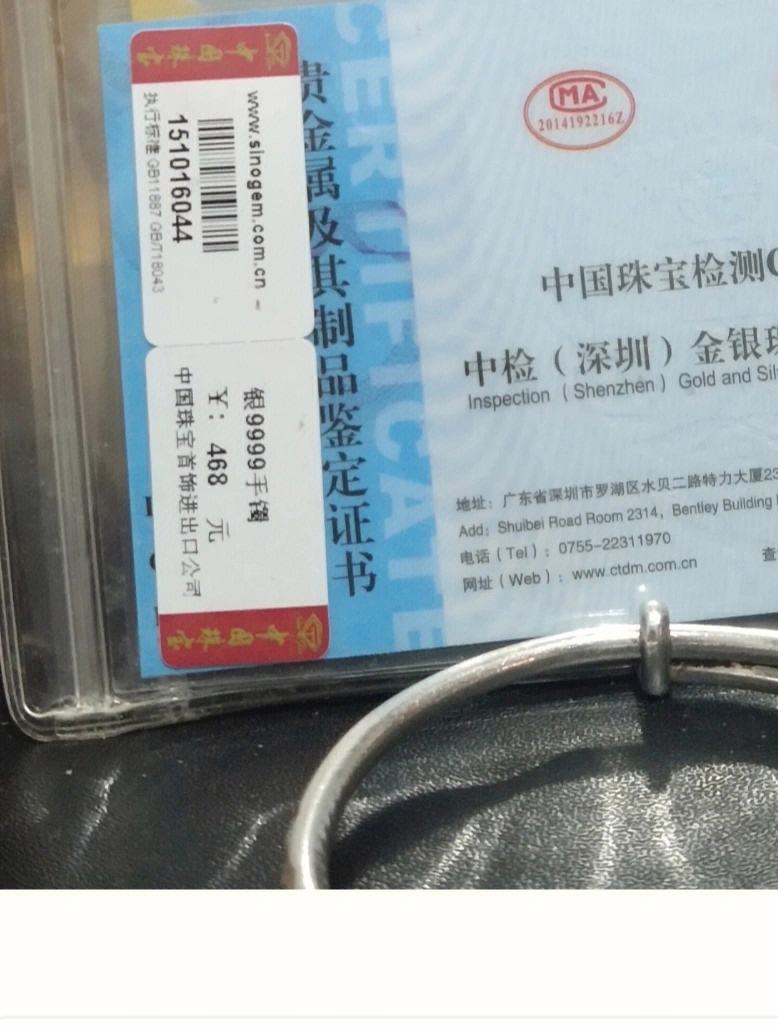 中国珠宝
www.sinogem.com.cn
151016044
执行标准 GB11887 GB/T18043
银9999手镯
¥: 468 元
中国珠宝首饰进出口公司
中国珠宝
CERTIFICATE
贵金属及其制品鉴定证书
MA
2014192216Z
中国珠宝检测
中检（深圳）金银
Inspection （Shenzhen） Gold and
地址：广东省深圳市罗湖区水贝二路特力大厦23
Add: Shuibei Road Room 2314, Bentley Building
电话（Tel）：0755-22311970
网址（Web）：www.ctdm.com.cn
查